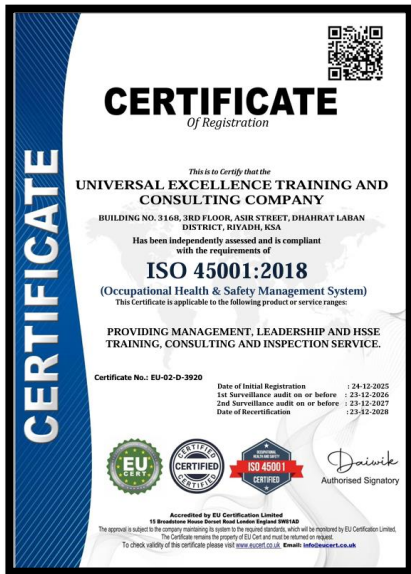 CERTIFICATE
CERTIFICATE
Of Registration
This is to Certify that the
UNIVERSAL EXCELLENCE TRAINING AND
CONSULTING COMPANY
BUILDING NO. 3168, 3RD FLOOR, ASIR STREET, DHAHRAT LABAN
DISTRICT, RIYADH, KSA
Has been independently assessed and is compliant
with the requirements of
ISO 45001:2018
(Occupational Health & Safety Management System)
This Certificate is applicable to the following product or service ranges:
PROVIDING MANAGEMENT, LEADERSHIP AND HSSE
TRAINING, CONSULTING AND INSPECTION SERVICE.
Certificate No.: EU-02-D-3920
Date of Initial Registration : 24-12-2025
1st Surveillance audit on or before : 23-12-2026
2nd Surveillance audit on or before : 23-12-2027
Date of Recertification : 23-12-2028
EU
CERT.
CERTIFIED
CERTIFIED
CERTIFIED
OCCUPATIONAL
HEALTH AND SAFETY
ISO 45001
CERTIFIED
Daiwik
Authorised Signatory
Accredited by EU Certification Limited
15 Broadstone House Dorset Road London England SW81AD
The approval is subject to the company maintaining its system to the required standards, which will be monitored by EU Certification Limited,
The Certificate remains the property of EU Cert and must be returned on request.
To check validity of this certificate please visit www.eucert.co.uk Email: info@eucert.co.uk